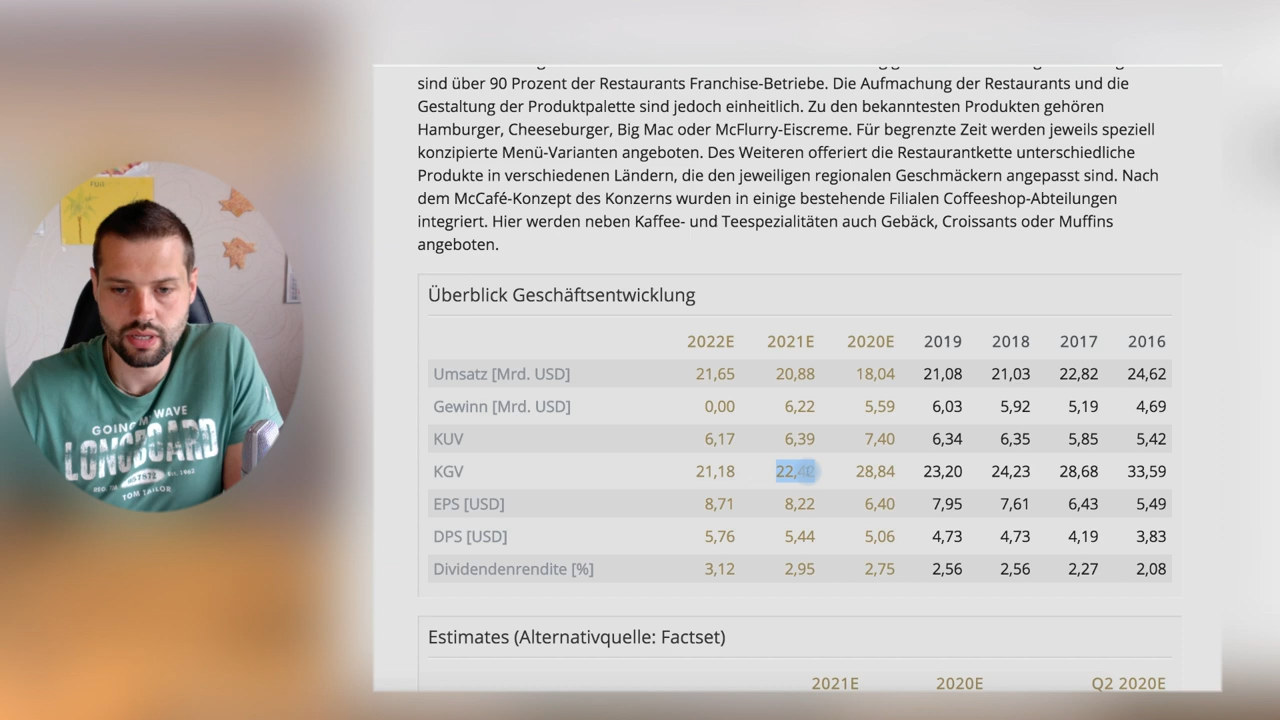 sind über 90 Prozent der Restaurants Franchise-Betriebe. Die Aufmachung der Restaurants und die
Gestaltung der Produktpalette sind jedoch einheitlich. Zu den bekanntesten Produkten gehören
Hamburger, Cheeseburger, Big Mac oder McFlurry-Eiscreme. Für begrenzte Zeit werden jeweils speziell
konzipierte Menü-Varianten angeboten. Des Weiteren offeriert die Restaurantkette unterschiedliche
Produkte in verschiedenen Ländern, die den jeweiligen regionalen Geschmäckern angepasst sind. Nach
dem McCafé-Konzept des Konzerns wurden in einige bestehende Filialen Coffeeshop-Abteilungen
integriert. Hier werden neben Kaffee- und Teespezialitäten auch Gebäck, Croissants oder Muffins
angeboten.
Überblick Geschäftsentwicklung
2022E 2021E 2020E 2019 2018 2017 2016
Umsatz [Mrd. USD] 21,65 20,88 18,04 21,08 21,03 22,82 24,62
Gewinn [Mrd. USD] 0,00 6,22 5,59 6,03 5,92 5,19 4,69
KUV 6,17 6,39 7,40 6,34 6,35 5,85 5,42
KGV 21,18 22,42 28,84 23,20 24,23 28,68 33,59
EPS [USD] 8,71 8,22 6,40 7,95 7,61 6,43 5,49
DPS [USD] 5,76 5,44 5,06 4,73 4,73 4,19 3,83
Dividendenrendite [%] 3,12 2,95 2,75 2,56 2,56 2,27 2,08
Estimates (Alternativquelle: Factset)
2021E 2020E Q2 2020E
GOING WAVE
LONGBOARD
TOM TAILOR